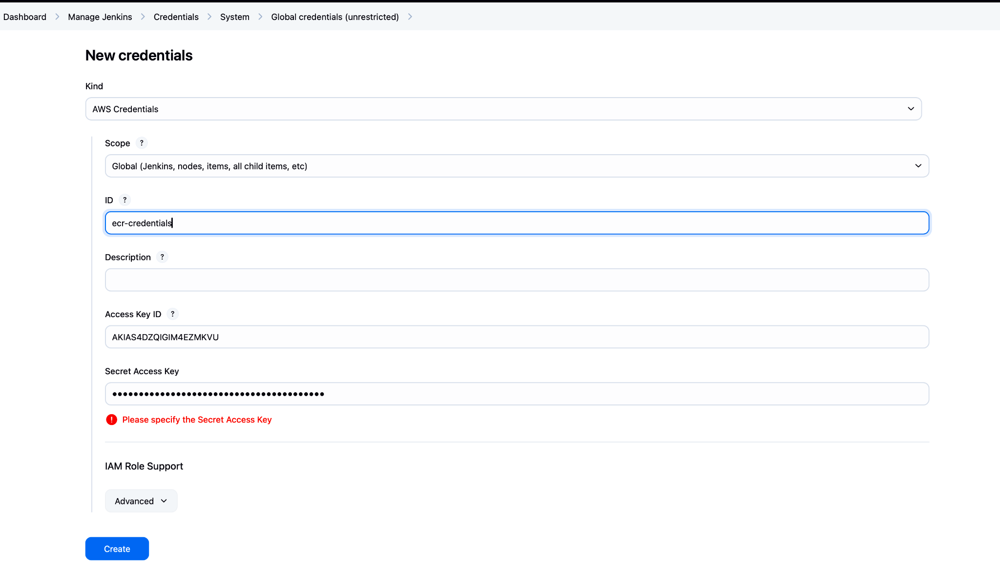 Dashboard > Manage Jenkins > Credentials > System > Global credentials (unrestricted) >
New credentials
Kind
AWS Credentials
Scope ?
Global (Jenkins, nodes, items, all child items, etc)
ID ?
ecr-credentials
Description ?
Access Key ID ?
AKIAS4DZQIGIM4EZMKVU
Secret Access Key
••••••••••••••••••••••••••••••••••••••••
! Please specify the Secret Access Key
IAM Role Support
Advanced
Create